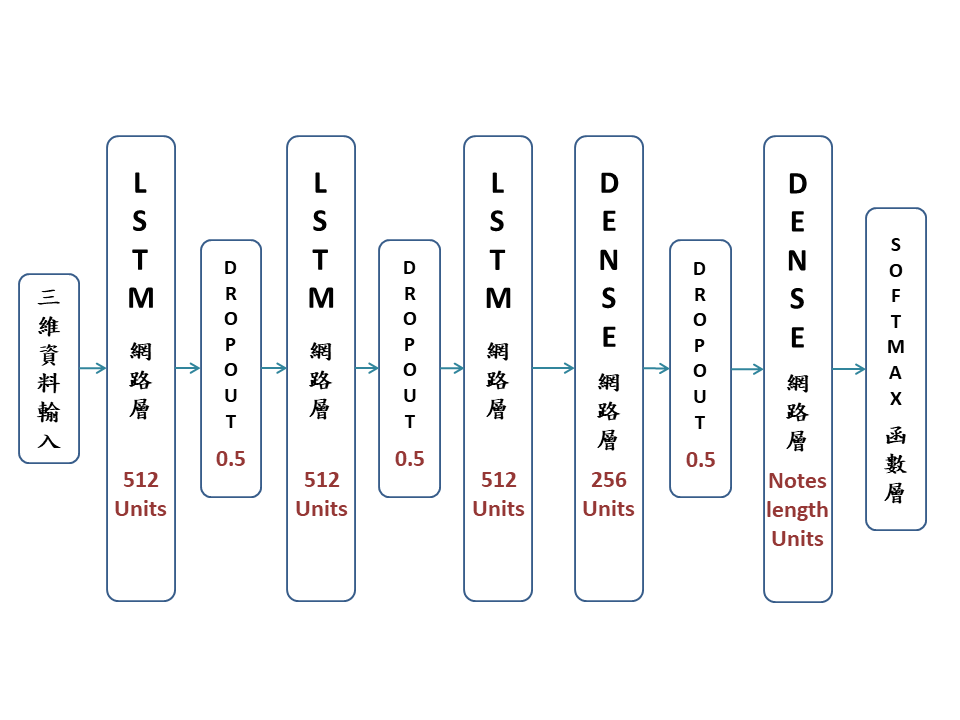 三維資料輸入
LSTM 網路層
512
Units
DROPOUT
0.5
LSTM 網路層
512
Units
DROPOUT
0.5
LSTM 網路層
512
Units
DENSE 網路層
256
Units
DROPOUT
0.5
DENSE 網路層
Notes
length
Units
SOFTMAX 函數層